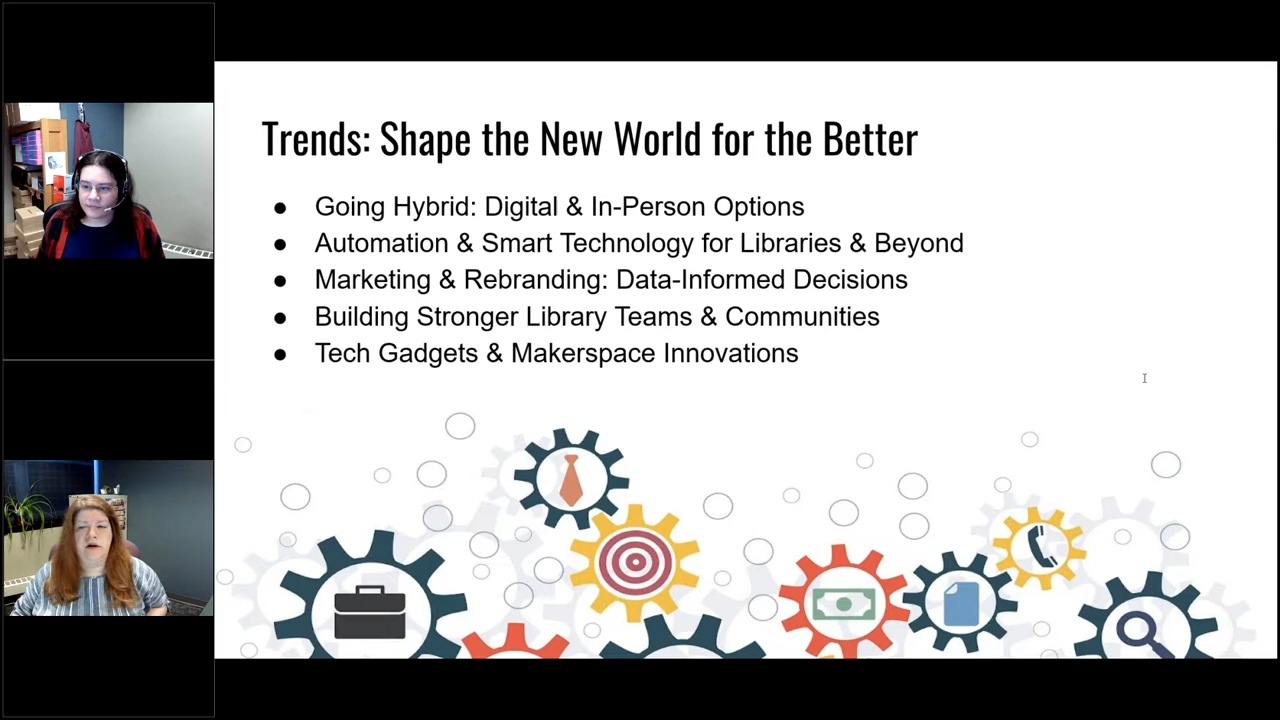 Trends: Shape the New World for the Better
● Going Hybrid: Digital & In-Person Options
● Automation & Smart Technology for Libraries & Beyond
● Marketing & Rebranding: Data-Informed Decisions
● Building Stronger Library Teams & Communities
● Tech Gadgets & Makerspace Innovations